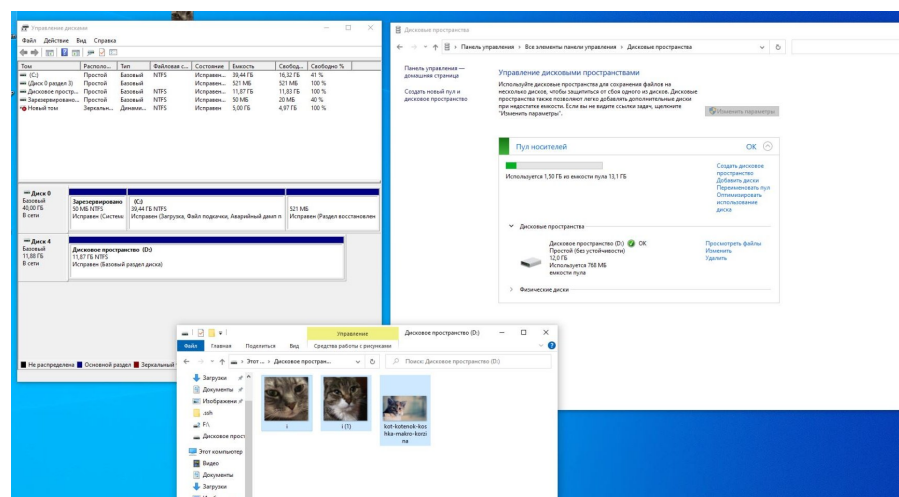 Управление дисками
Файл Действие Вид Справка
Том Располо... Тип Файловая с... Состояние Емкость Свобод... Свободно %
(C:) Простой Базовый NTFS Исправен... 39,44 ГБ 16,32 ГБ 41 %
(Диск 0 раздел 3) Простой Базовый Исправен... 521 МБ 521 МБ 100 %
Дисковое простр... Простой Базовый NTFS Исправен... 11,87 ГБ 11,83 ГБ 100 %
Зарезервировано... Простой Базовый NTFS Исправен... 50 МБ 20 МБ 40 %
Новый том Зеркальн... Динами... NTFS Исправен... 5,00 ГБ 4,97 ГБ 100 %
Диск 0
Базовый
40,00 ГБ
В сети
Зарезервировано
50 МБ NTFS
Исправен (Системы
(C:)
39,44 ГБ NTFS
Исправен (Загрузка, Файл подкачки, Аварийный дамп п
521 МБ
Исправен (Раздел восстановлен
Диск 4
Базовый
11,88 ГБ
В сети
Дисковое пространство (D:)
11,87 ГБ NTFS
Исправен (Базовый раздел диска)
Не распределена Основной раздел Зеркальный
Дисковые пространства
Панель управления Все элементы панели управления Дисковые пространства
Панель управления —
домашняя страница
Создать новый пул и
дисковое пространство
Управление дисковыми пространствами
Используйте дисковые пространства для сохранения файлов на
несколько дисков, чтобы защититься от сбоя одного из дисков. Дисковые
пространства также позволяют легко добавлять дополнительные диски
при недостатке емкости. Если вы не видите ссылки задач, щелкните
"Изменить параметры".
Изменить параметры
Пул носителей OK
Используется 1,50 ГБ из емкости пула 13,1 ГБ
Создать дисковое
пространство
Добавить диски
Переименовать пул
Оптимизировать
использование
диска
Дисковые пространства
Дисковое пространство (D:) OK
Простой (без устойчивости)
12,0 ГБ
Используется 768 МБ
емкости пула
Просмотреть файлы
Изменить
Удалить
Физические диски
Управление
Дисковое пространство (D:)
Файл Главная Поделиться Вид Средства работы с рисунками
Этот ... Дисковое простран... Поиск: Дисковое пространство (D:)
Загрузки
Документы
Изображени
.ssh
F:\
Дисковое прост
Этот компьютер
Видео
Документы
Загрузки
i
i (1)
kot-kotenok-kos
hka-makro-korzi
na